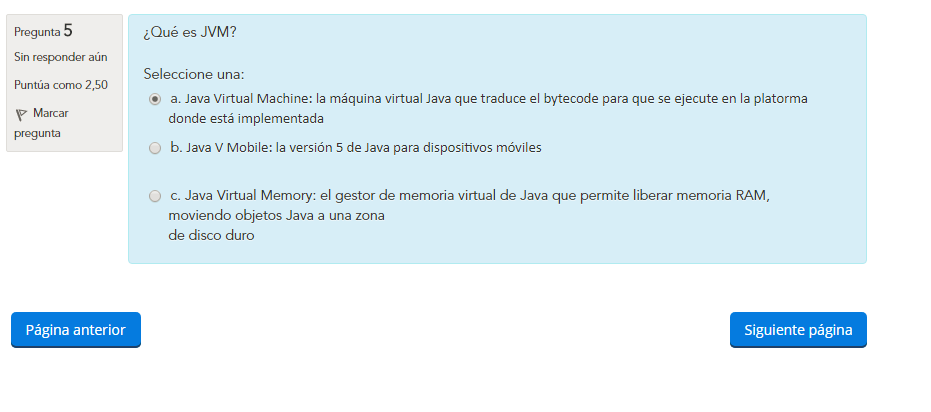 Pregunta 5
Sin responder aún
Puntúa como 2,50
Marcar
pregunta
¿Qué es JVM?
Seleccione una:
a. Java Virtual Machine: la máquina virtual Java que traduce el bytecode para que se ejecute en la platorma
donde está implementada
b. Java V Mobile: la versión 5 de Java para dispositivos móviles
c. Java Virtual Memory: el gestor de memoria virtual de Java que permite liberar memoria RAM,
moviendo objetos Java a una zona
de disco duro
Página anterior
Siguiente página